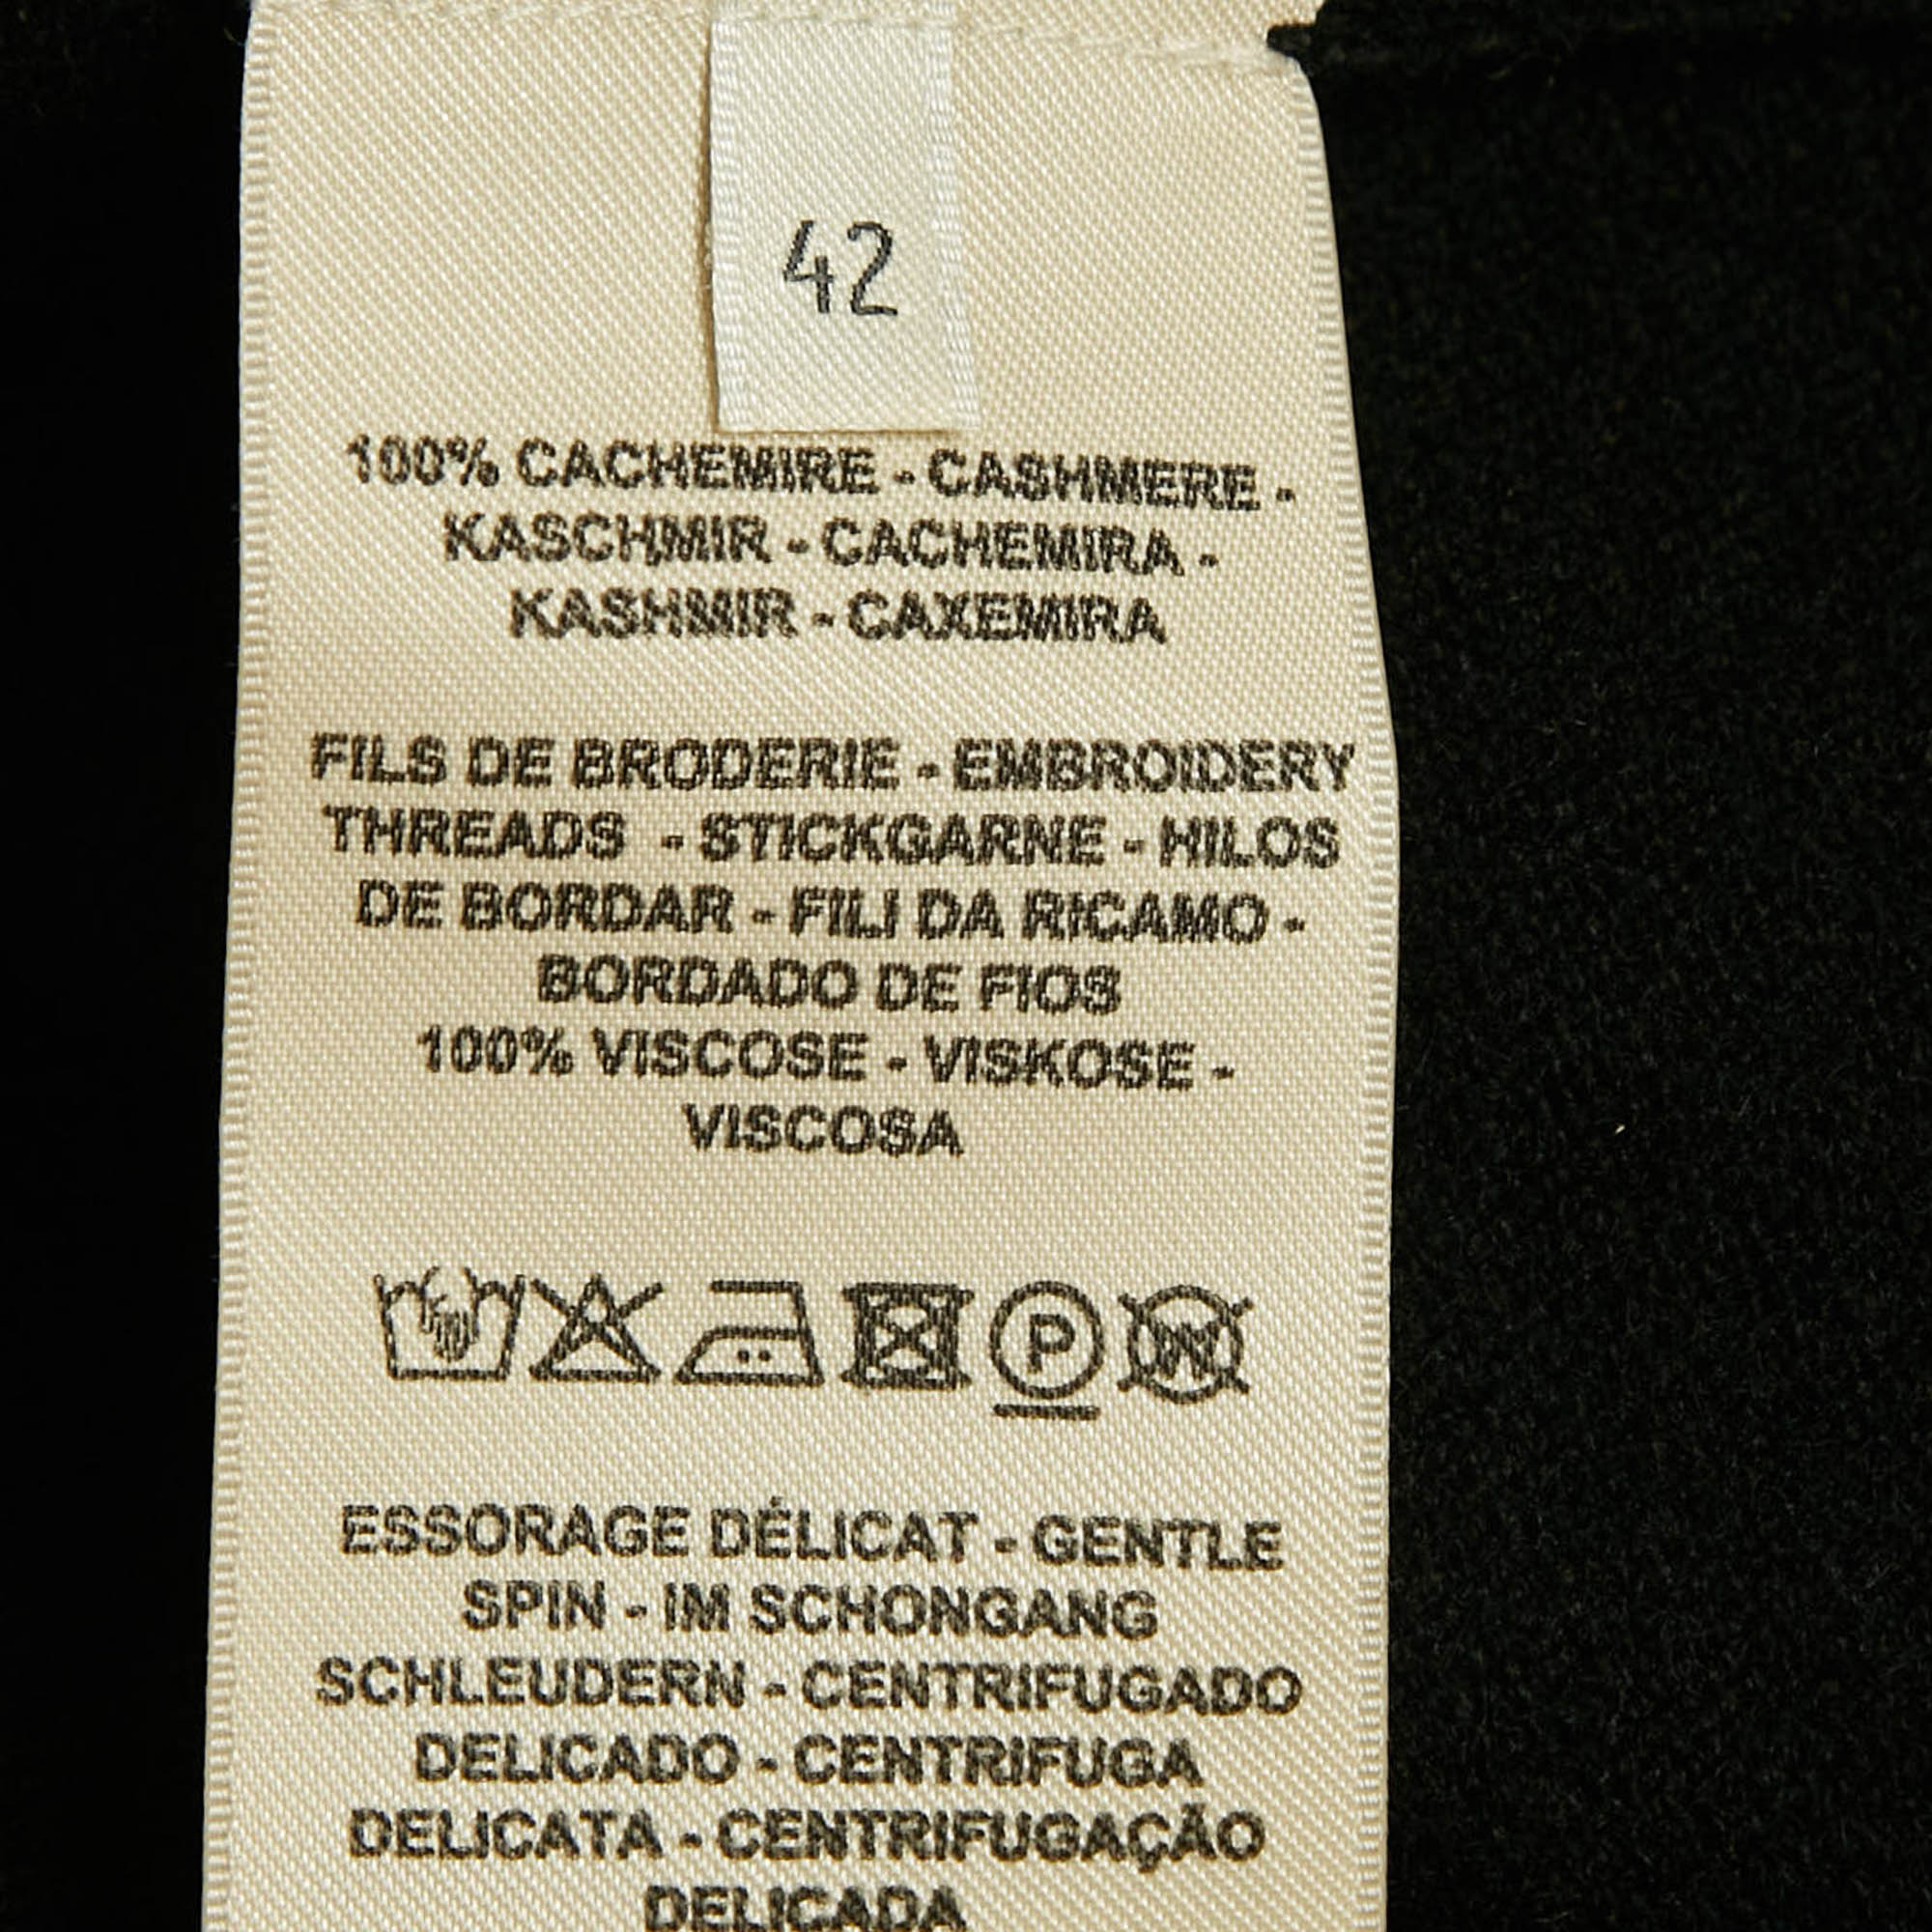 42
100% CACHEMIRE - CASHMERE -
KASCHMIR - CACHEMIRA -
KASHMIR - CAXEMIRA
FILS DE BRODERIE - EMBROIDERY
THREADS - STICKGARNE - HILOS
DE BORDAR - FILI DA RICAMO -
BORDADO DE FIOS
100% VISCOSE - VISKOSE -
VISCOSA
P W
ESSORAGE DÉLICAT - GENTLE
SPIN - IM SCHONGANG
SCHLEUDERN - CENTRIFUGADO
DELICADO - CENTRIFUGA
DELICATA - CENTRIFUGAÇÃO
DELICADA